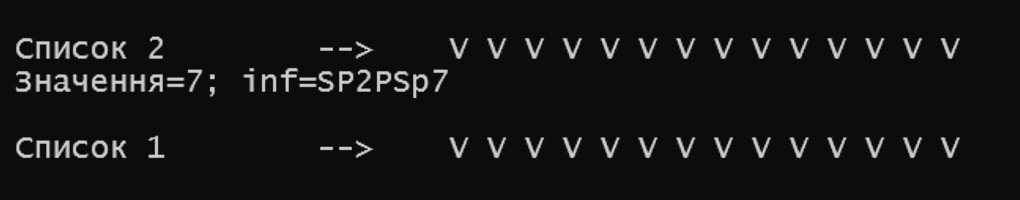 Список 2 --> V V V V V V V V V V V V V V
Значення=7; inf=SP2PSp7
Список 1 --> V V V V V V V V V V V V V V